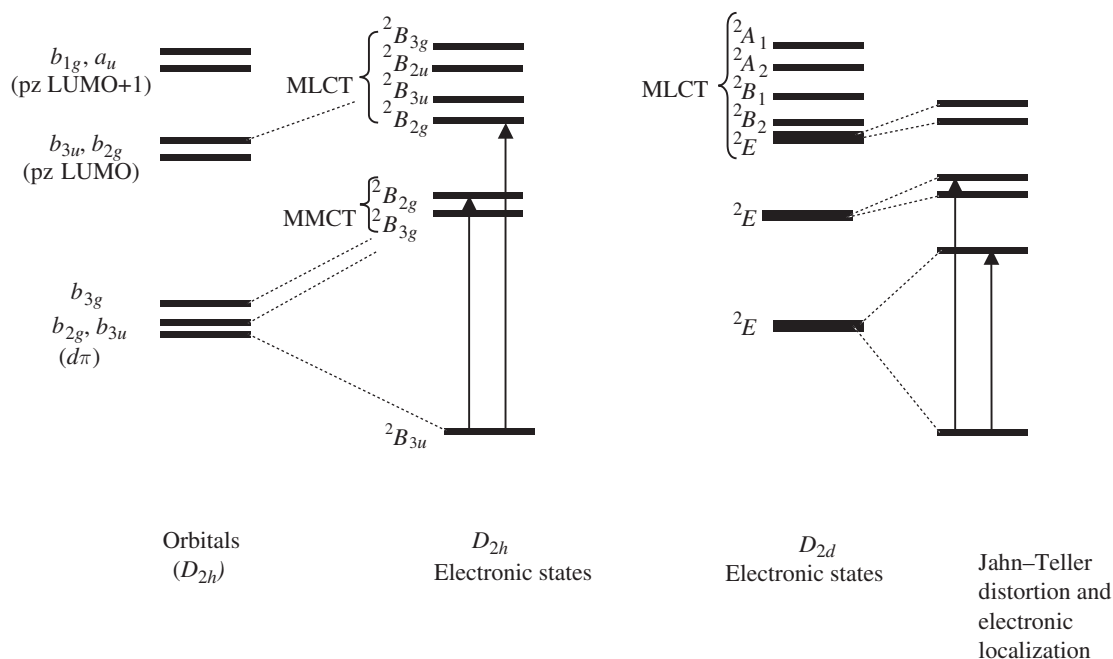 b1g, au
(pz LUMO+1)
b3u, b2g
(pz LUMO)
b3g
b2g, b3u
(dπ)
MLCT
²B3g
²B2u
²B3u
²B2g
MMCT
²B2g
²B3g
²B3u
MLCT
²A1
²A2
²B1
²B2
²E
²E
²E
Orbitals
(D2h)
D2h
Electronic states
D2d
Electronic states
Jahn–Teller
distortion and
electronic
localization